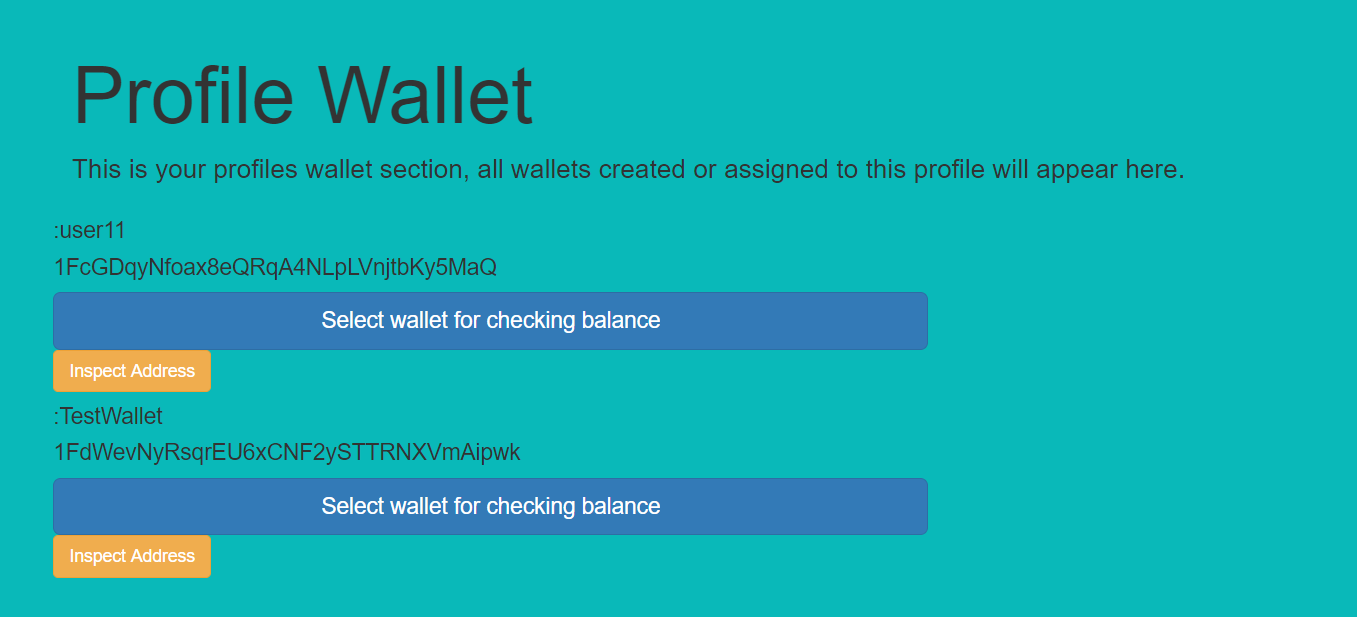 Profile Wallet
This is your profiles wallet section, all wallets created or assigned to this profile will appear here.
:user11
1FcGDqyNfoax8eQRqA4NLpLVnjtbKy5MaQ
Select wallet for checking balance
Inspect Address
:TestWallet
1FdWevNyRsqrEU6xCNF2ySTTRNXVmAipwk
Select wallet for checking balance
Inspect Address